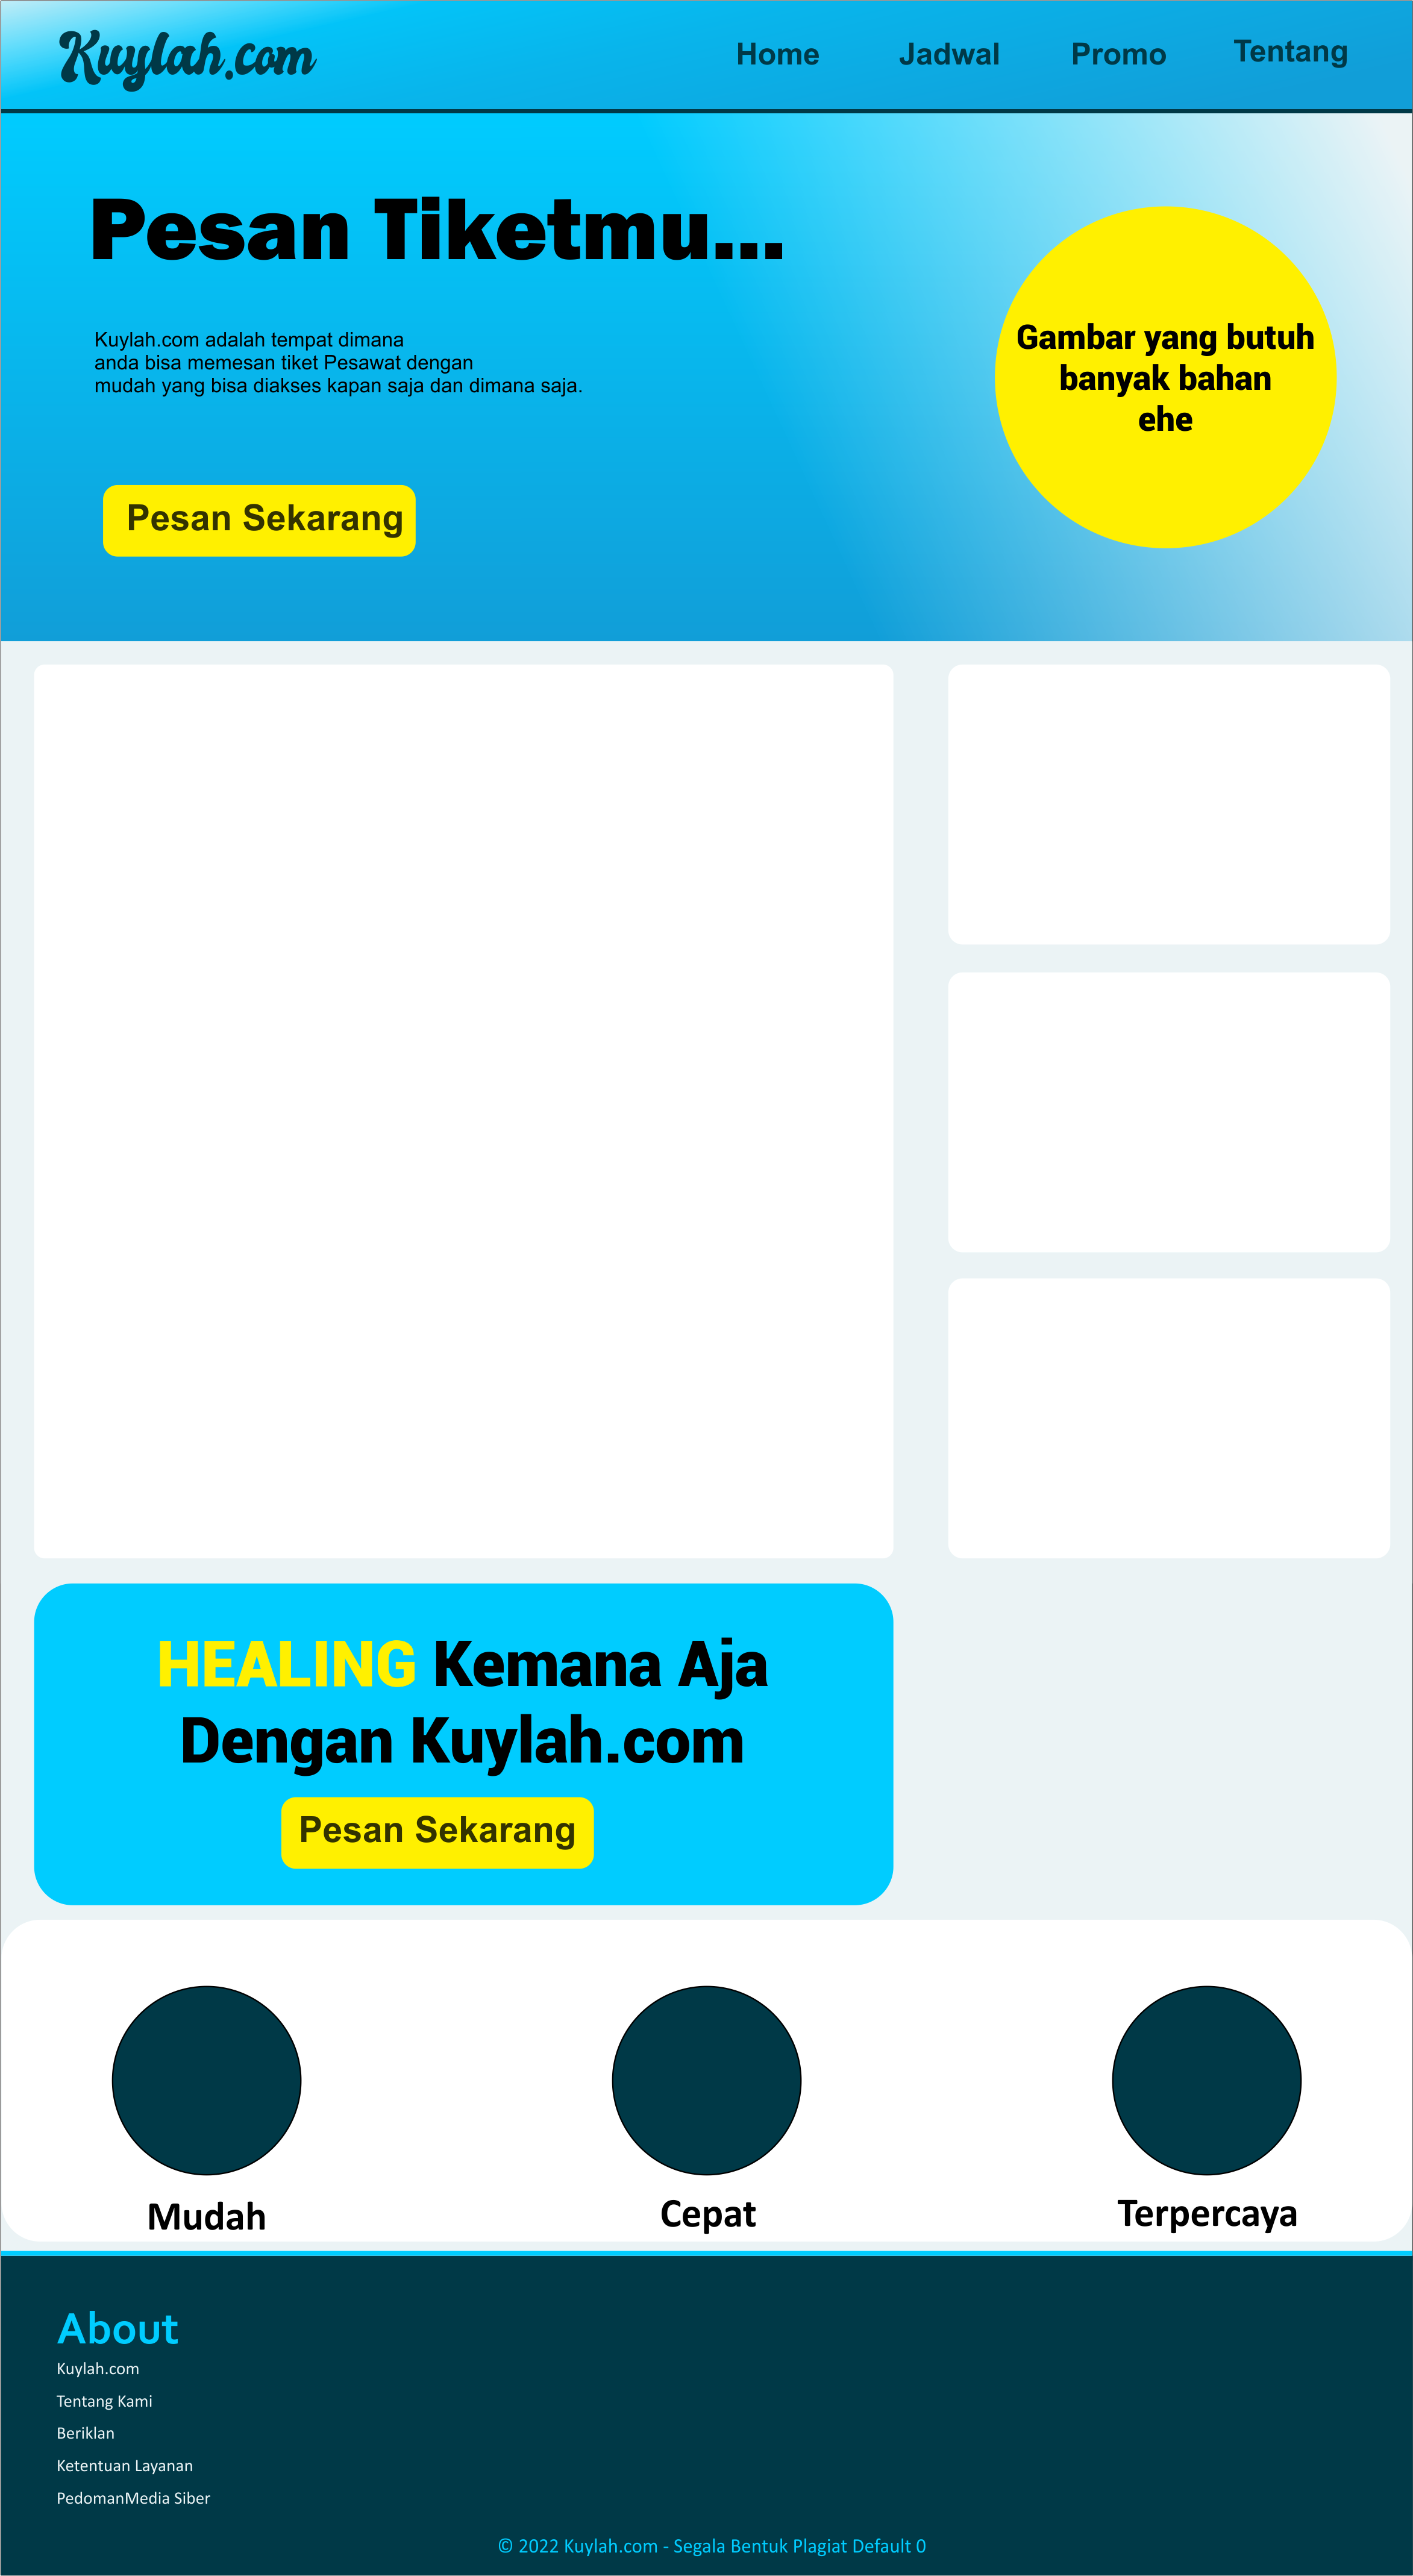 Kuylah.com
Home
Jadwal
Promo
Tentang
Pesan Tiketmu...
Kuylah.com adalah tempat dimana
anda bisa memesan tiket Pesawat dengan
mudah yang bisa diakses kapan saja dan dimana saja.
Pesan Sekarang
Gambar yang butuh
banyak bahan
ehe
HEALING Kemana Aja
Dengan Kuylah.com
Pesan Sekarang
Mudah
Cepat
Terpercaya
About
Kuylah.com
Tentang Kami
Beriklan
Ketentuan Layanan
PedomanMedia Siber
© 2022 Kuylah.com - Segala Bentuk Plagiat Default 0